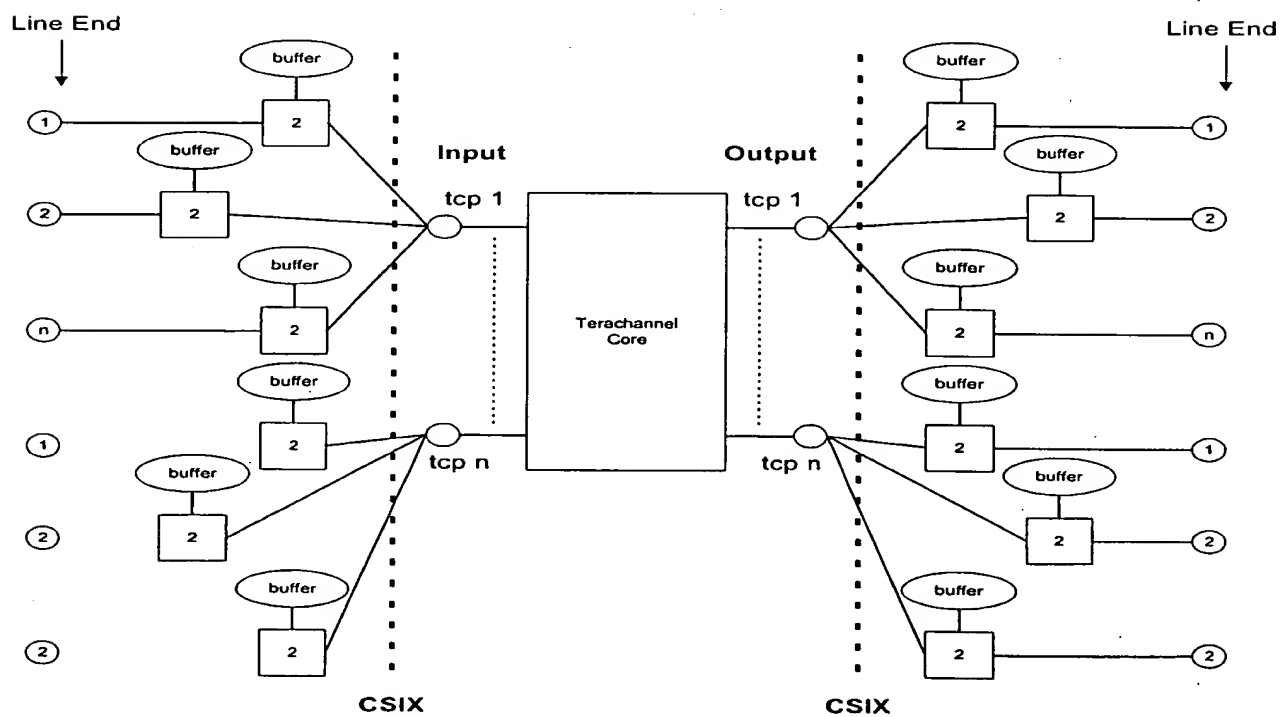 Line End
Line End
buffer
buffer
1
2
2
1
buffer
Input
Output
buffer
2
2
tcp 1
tcp 1
2
2
buffer
buffer
n
2
Terachannel
Core
2
n
buffer
buffer
1
2
tcp n
tcp n
2
1
buffer
buffer
2
2
2
2
buffer
buffer
2
2
2
2
CSIX
CSIX